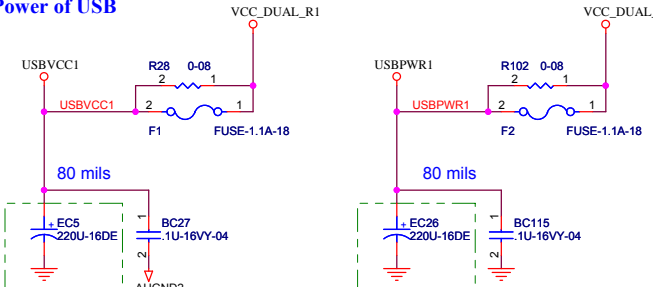 Power of USB
VCC_DUAL_R1
USBVCC1
R28 0-08
2 1
USBVCC1
2 1
F1 FUSE-1.1A-18
80 mils
+ EC5
220U-16DE
1
BC27
.1U-16VY-04
2
VCC_DUAL_
USBPWR1
R102 0-08
2 1
USBPWR1
2 1
F2 FUSE-1.1A-18
80 mils
+ EC26
220U-16DE
1
BC115
.1U-16VY-04
2